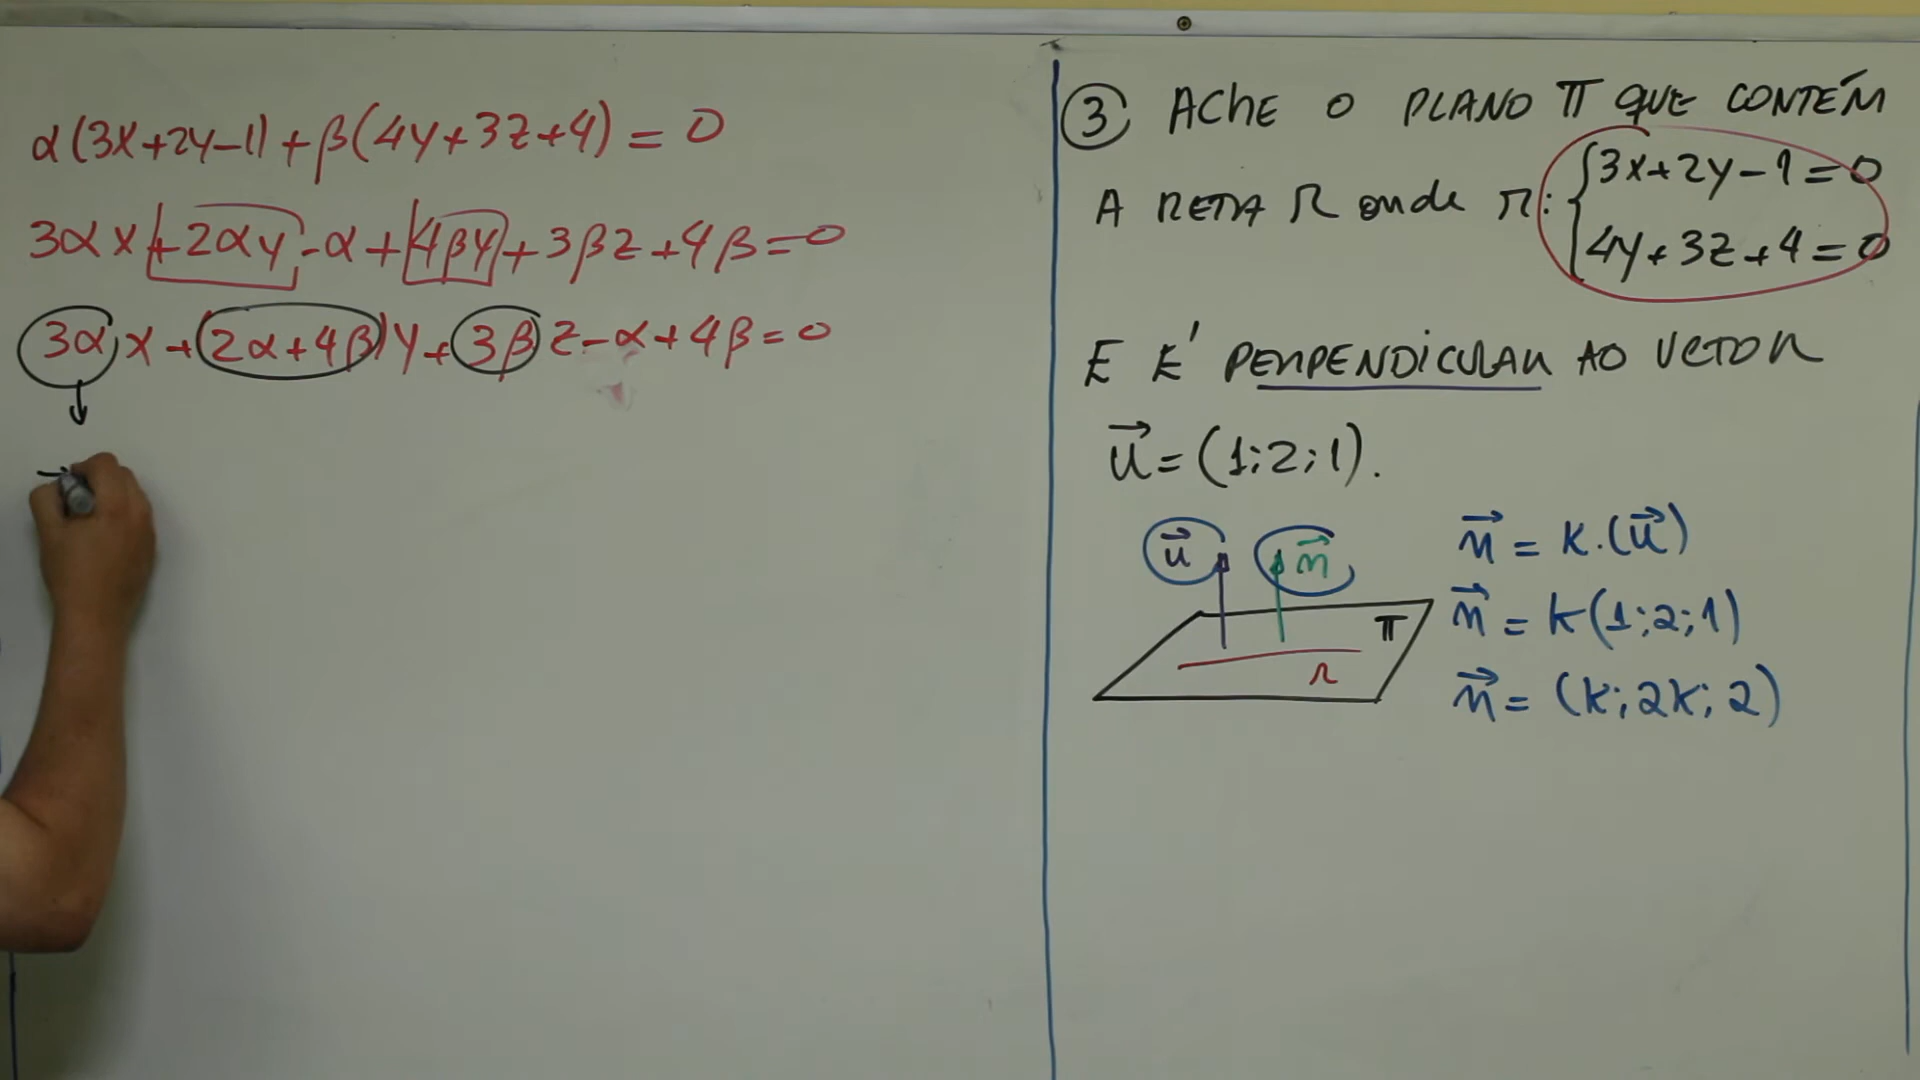 α(3x+2y-1)+β(4y+3z+4)=0
3αx+2αy-α+4βy+3βz+4β=0
3αx+(2α+4β)y+3βz-α+4β=0
③ ACHE O PLANO π QUE CONTÉM
A RETA r onde r: {3x+2y-1=0
4y+3z+4=0
E É PERPENDICULAR AO VETOR
u⃗=(1;2;1).
u⃗ n⃗
π
r
n⃗=k.(u⃗)
n⃗=k(1;2;1)
n⃗=(k;2k;2)